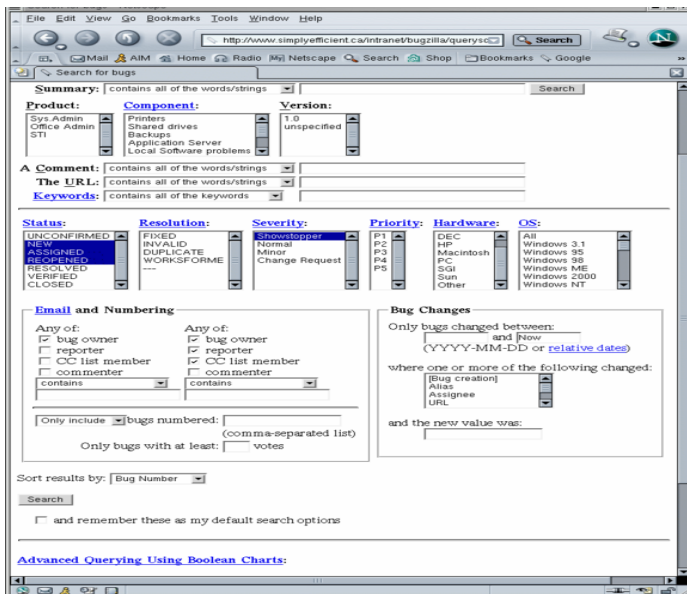 Search for bugs - Netscape
File Edit View Go Bookmarks Tools Window Help
http://www.simplyefficient.ca/intranet/bugzilla/querysc Search
Mail AIM Home Radio Netscape Search Shop Bookmarks Google
Search for bugs
Summary: contains all of the words/strings Search
Product: Component: Version:
Sys.Admin
Office Admin
STI
Printers
Shared drives
Backups
Application Server
Local Software problems
1.0
unspecified
A Comment: contains all of the words/strings
The URL: contains all of the words/strings
Keywords: contains all of the keywords
Status: Resolution: Severity: Priority: Hardware: OS:
UNCONFIRMED
NEW
ASSIGNED
REOPENED
RESOLVED
VERIFIED
CLOSED
FIXED
INVALID
DUPLICATE
WORKSFORME
---
Showstopper
Normal
Minor
Change Request
P1
P2
P3
P4
P5
DEC
HP
Macintosh
PC
SGI
Sun
Other
All
Windows 3.1
Windows 95
Windows 98
Windows ME
Windows 2000
Windows NT
Email and Numbering
Any of: Any of:
bug owner bug owner
reporter reporter
CC list member CC list member
commenter commenter
contains contains
Only include bugs numbered:
(comma-separated list)
Only bugs with at least: votes
Bug Changes
Only bugs changed between:
and Now
(YYYY-MM-DD or relative dates)
where one or more of the following changed:
[Bug creation]
Alias
Assignee
URL
and the new value was:
Sort results by: Bug Number
Search
and remember these as my default search options
Advanced Querying Using Boolean Charts: